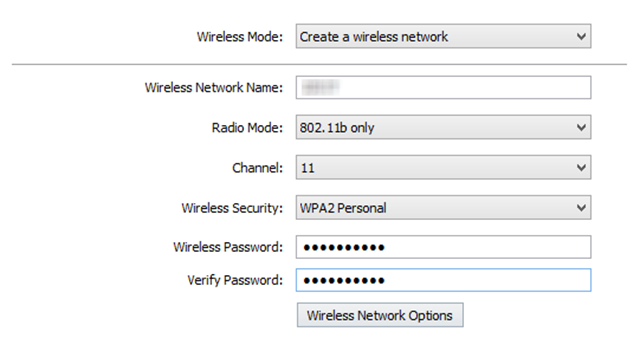 Wireless Mode: Create a wireless network
Wireless Network Name:
Radio Mode: 802.11b only
Channel: 11
Wireless Security: WPA2 Personal
Wireless Password: ●●●●●●●●●●
Verify Password: ●●●●●●●●●●
Wireless Network Options